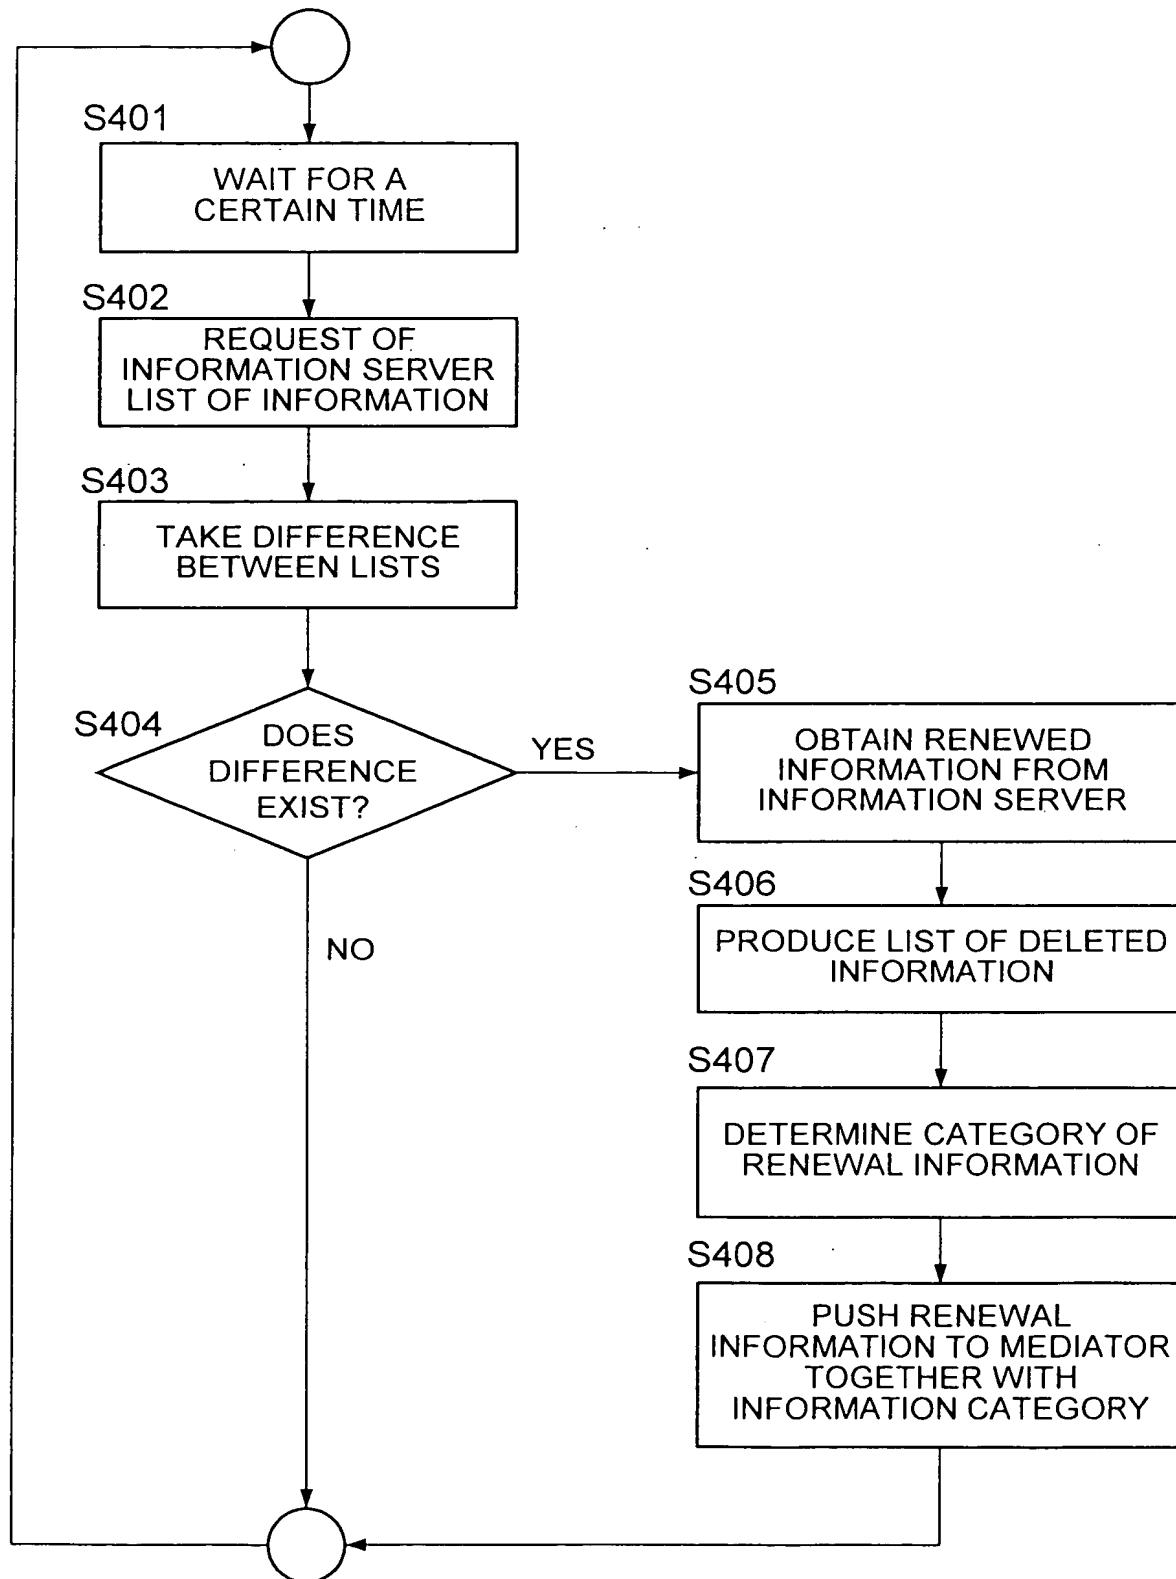 S401
WAIT FOR A
CERTAIN TIME
S402
REQUEST OF
INFORMATION SERVER
LIST OF INFORMATION
S403
TAKE DIFFERENCE
BETWEEN LISTS
S404
DOES
DIFFERENCE
EXIST?
YES
NO
S405
OBTAIN RENEWED
INFORMATION FROM
INFORMATION SERVER
S406
PRODUCE LIST OF DELETED
INFORMATION
S407
DETERMINE CATEGORY OF
RENEWAL INFORMATION
S408
PUSH RENEWAL
INFORMATION TO MEDIATOR
TOGETHER WITH
INFORMATION CATEGORY